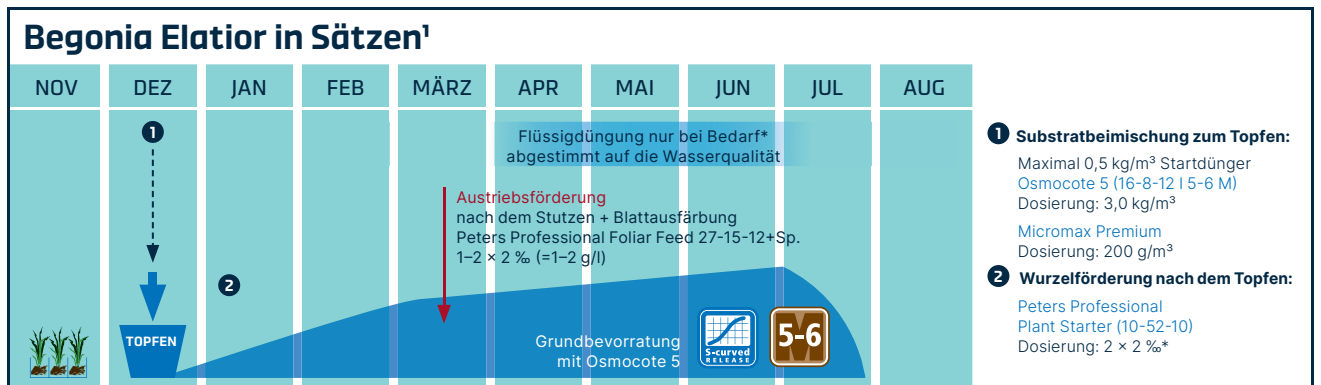 Begonia Elatior in Sätzen¹
NOV DEZ JAN FEB MÄRZ APR MAI JUN JUL AUG
1
Flüssigdüngung nur bei Bedarf*
abgestimmt auf die Wasserqualität
Austriebsförderung
nach dem Stutzen + Blattausfärbung
Peters Professional Foliar Feed 27-15-12+Sp.
1–2 × 2 ‰ (=1–2 g/l)
2
TOPFEN
Grundbevorratung
mit Osmocote 5
S-curved
RELEASE
5-6
M
1 Substratbeimischung zum Topfen:
Maximal 0,5 kg/m³ Startdünger
Osmocote 5 (16-8-12 I 5-6 M)
Dosierung: 3,0 kg/m³
Micromax Premium
Dosierung: 200 g/m³
2 Wurzelförderung nach dem Topfen:
Peters Professional
Plant Starter (10-52-10)
Dosierung: 2 × 2 ‰*